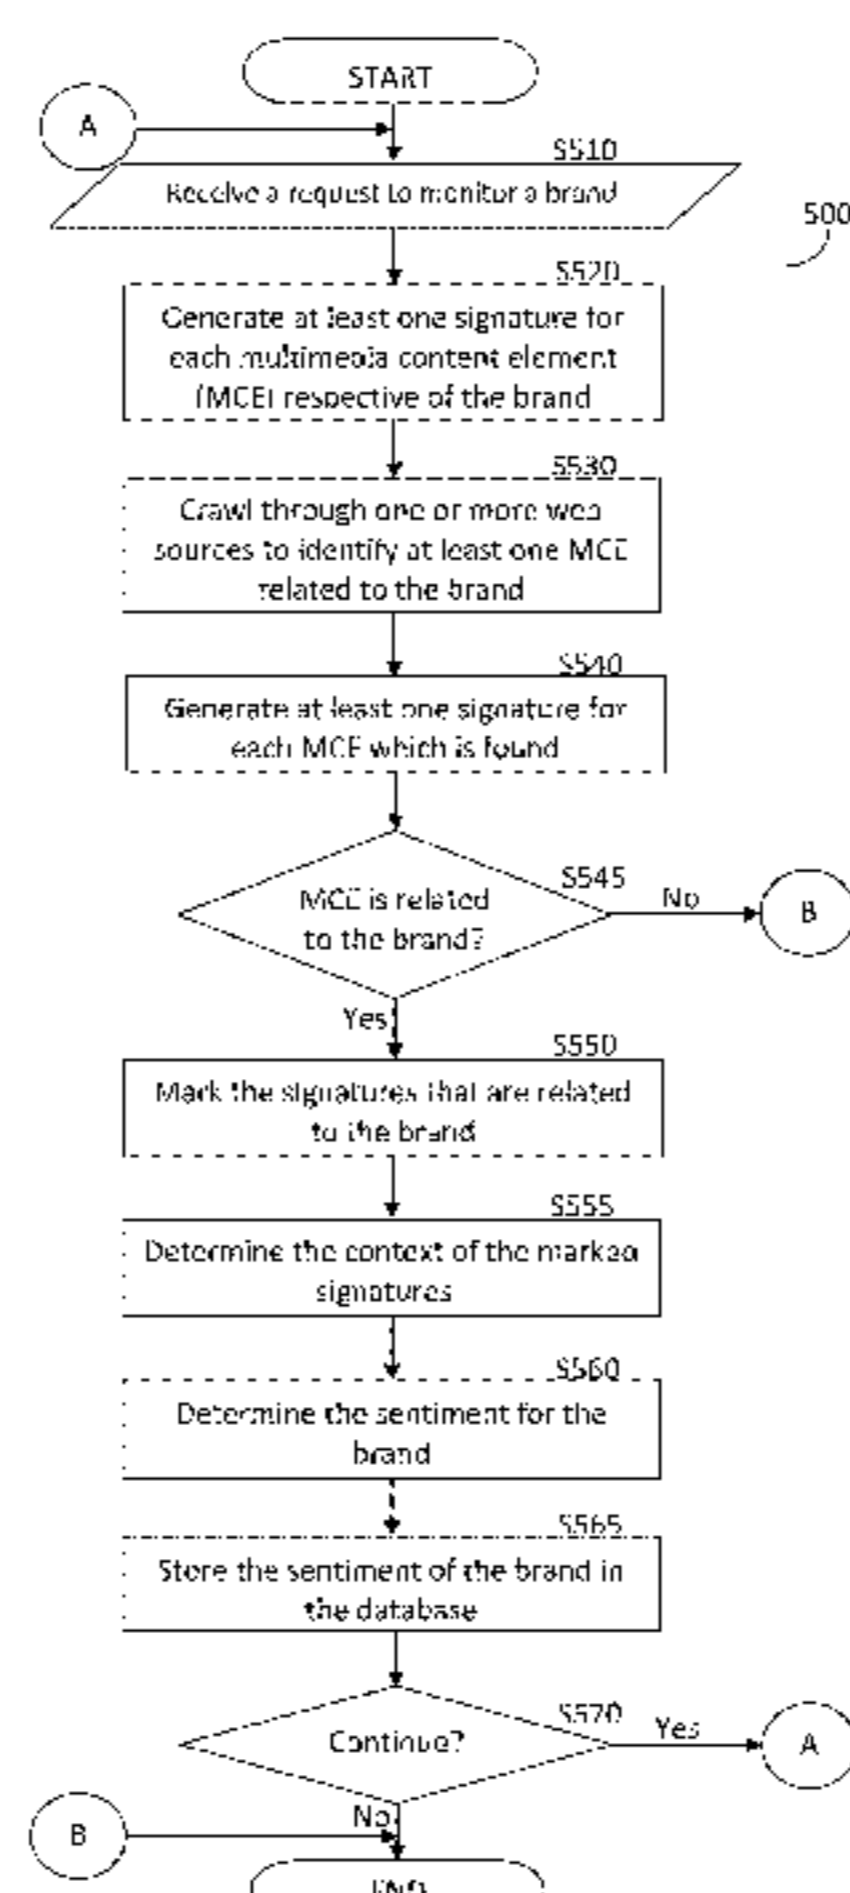 START
A
S510
Receive a request to monitor a brand
500
S520
Generate at least one signature for
each multimedia content element
(MCE) respective of the brand
S530
Crawl through one or more web
sources to identify at least one MCE
related to the brand
S540
Generate at least one signature for
each MCE which is found
S545
MCE is related
to the brand?
No
B
Yes
S550
Mark the signatures that are related
to the brand
S555
Determine the context of the marked
signatures
S560
Determine the sentiment for the
brand
S565
Store the sentiment of the brand in
the database
S570
Continue?
Yes
A
No
B
END